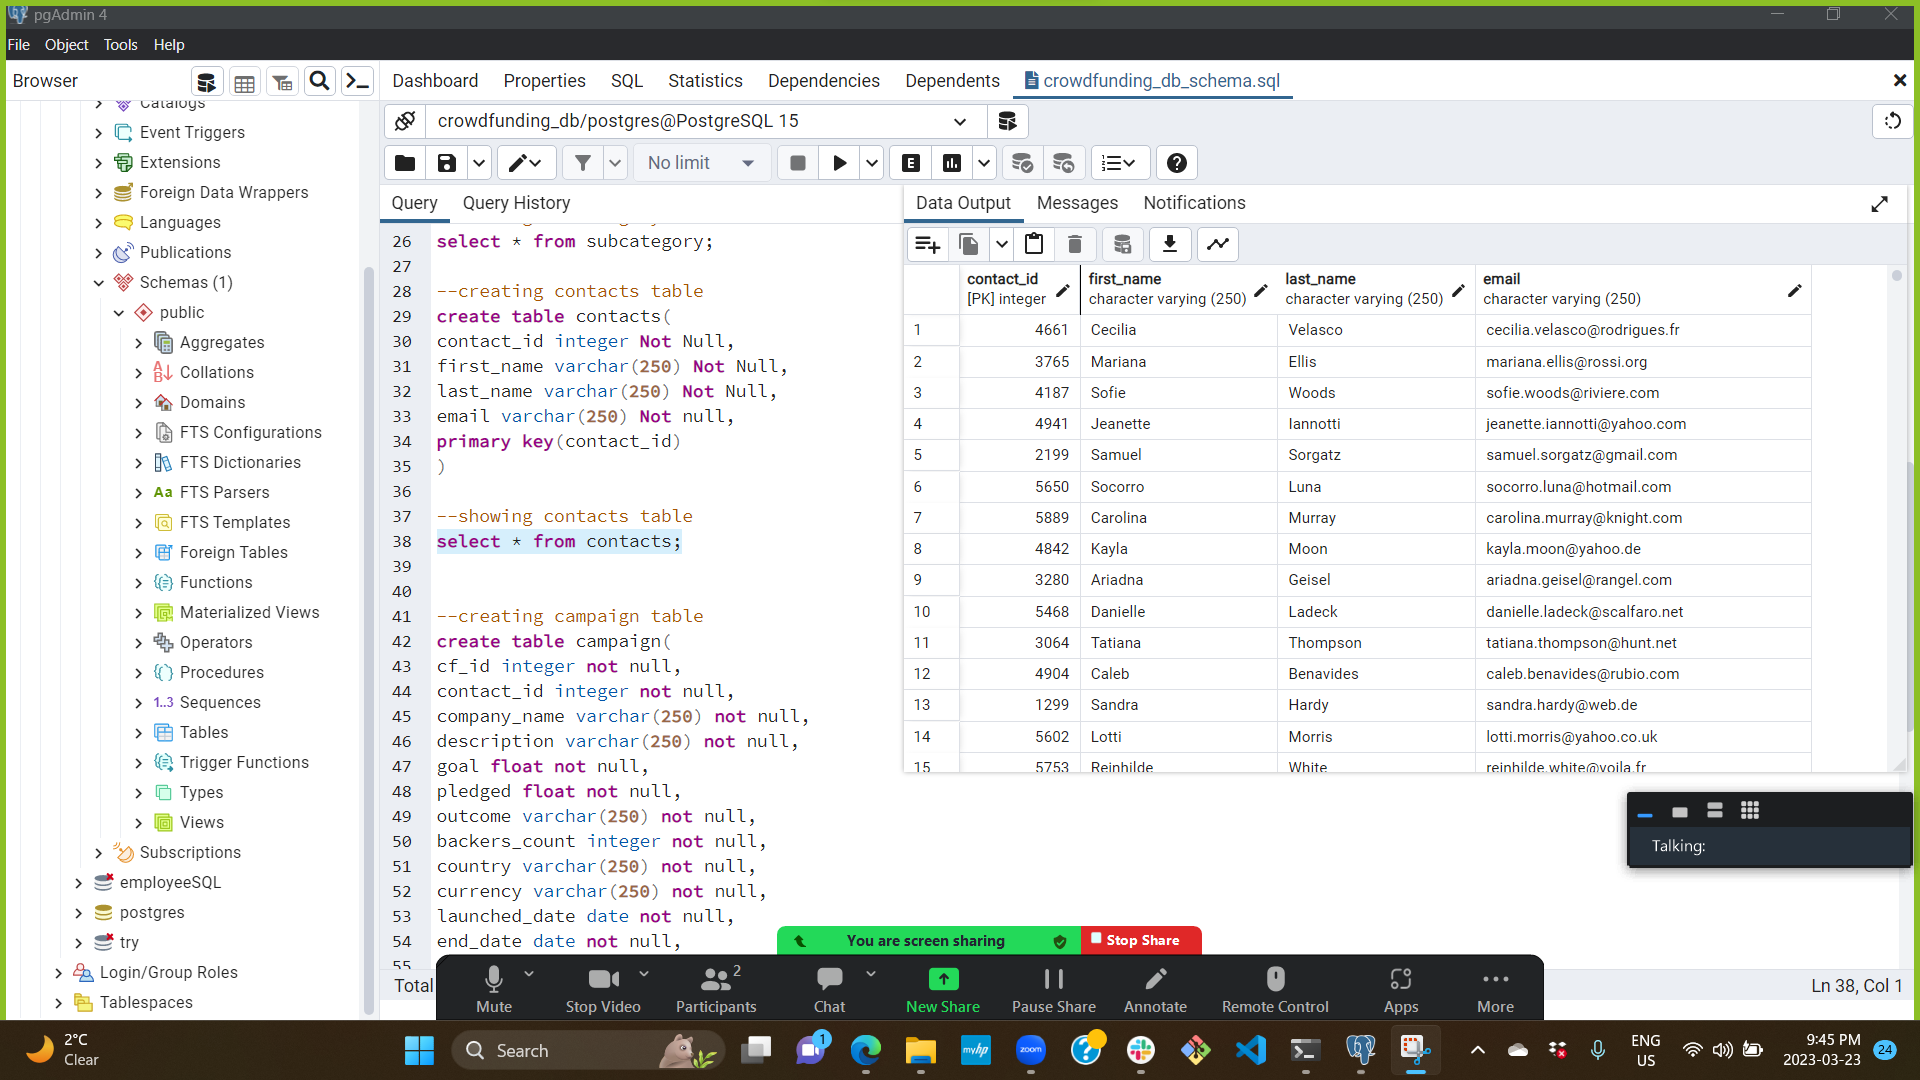 pgAdmin 4
File Object Tools Help
Browser
Dashboard Properties SQL Statistics Dependencies Dependents crowdfunding_db_schema.sql
crowdfunding_db/postgres@PostgreSQL 15
No limit
Catalogs
Event Triggers
Extensions
Foreign Data Wrappers
Languages
Publications
Schemas (1)
public
Aggregates
Collations
Domains
FTS Configurations
FTS Dictionaries
Aa FTS Parsers
FTS Templates
Foreign Tables
Functions
Materialized Views
Operators
Procedures
1..3 Sequences
Tables
Trigger Functions
Types
Views
Subscriptions
employeeSQL
postgres
try
Login/Group Roles
Tablespaces
Query Query History
26 select * from subcategory;
27
28 --creating contacts table
29 create table contacts(
30 contact_id integer Not Null,
31 first_name varchar(250) Not Null,
32 last_name varchar(250) Not Null,
33 email varchar(250) Not null,
34 primary key(contact_id)
35 )
36
37 --showing contacts table
38 select * from contacts;
39
40
41 --creating campaign table
42 create table campaign(
43 cf_id integer not null,
44 contact_id integer not null,
45 company_name varchar(250) not null,
46 description varchar(250) not null,
47 goal float not null,
48 pledged float not null,
49 outcome varchar(250) not null,
50 backers_count integer not null,
51 country varchar(250) not null,
52 currency varchar(250) not null,
53 launched_date date not null,
54 end_date date not null,
55
Total
Ln 38, Col 1
Data Output Messages Notifications
contact_id first_name last_name email
[PK] integer character varying (250) character varying (250) character varying (250)
1 4661 Cecilia Velasco cecilia.velasco@rodrigues.fr
2 3765 Mariana Ellis mariana.ellis@rossi.org
3 4187 Sofie Woods sofie.woods@riviere.com
4 4941 Jeanette Iannotti jeanette.iannotti@yahoo.com
5 2199 Samuel Sorgatz samuel.sorgatz@gmail.com
6 5650 Socorro Luna socorro.luna@hotmail.com
7 5889 Carolina Murray carolina.murray@knight.com
8 4842 Kayla Moon kayla.moon@yahoo.de
9 3280 Ariadna Geisel ariadna.geisel@rangel.com
10 5468 Danielle Ladeck danielle.ladeck@scalfaro.net
11 3064 Tatiana Thompson tatiana.thompson@hunt.net
12 4904 Caleb Benavides caleb.benavides@rubio.com
13 1299 Sandra Hardy sandra.hardy@web.de
14 5602 Lotti Morris lotti.morris@yahoo.co.uk
15 5753 Reinhilde White reinhilde.white@voila.fr
Talking:
You are screen sharing Stop Share
Mute Stop Video Participants 2 Chat New Share Pause Share Annotate Remote Control Apps More
2°C
Clear
Search
1
myhp
zoom
ENG
US
9:45 PM
2023-03-23
24